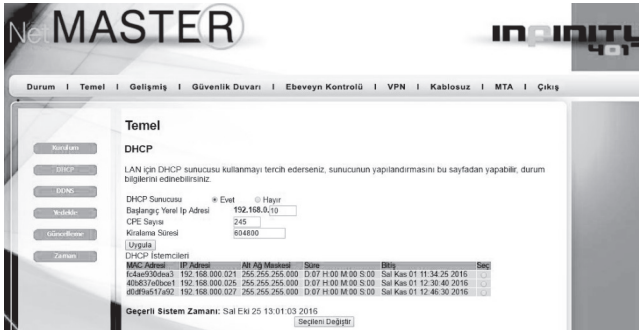 NetMASTER
INFINITY
401
Durum | Temel | Gelişmiş | Güvenlik Duvarı | Ebeveyn Kontrolü | VPN | Kablosuz | MTA | Çıkış
Temel
Kurulum
DHCP
DHCP
LAN için DHCP sunucusu kullanmayı tercih ederseniz, sunucunun yapılandırmasını bu sayfadan yapabilir, durum
bilgilerini edinebilirsiniz.
DDNS
Yedekle
Güncelleme
Zaman
DHCP Sunucusu Evet Hayır
Başlangıç Yerel Ip Adresi 192.168.0.10
CPE Sayısı 245
Kiralama Süresi 604800
Uygula
DHCP İstemcileri
MAC Adresi IP Adresi Alt Ağ Maskesi Süre Bitiş Seç
fc4ae930dea3 192.168.000.021 255.255.255.000 D:07 H:00 M:00 S:00 Sal Kas 01 11:34:25 2016
40b837e0bce1 192.168.000.025 255.255.255.000 D:07 H:00 M:00 S:00 Sal Kas 01 12:30:40 2016
d0df9a517a92 192.168.000.027 255.255.255.000 D:07 H:00 M:00 S:00 Sal Kas 01 12:46:30 2016
Geçerli Sistem Zamanı: Sal Eki 25 13:01:03 2016
Seçileni Değiştir